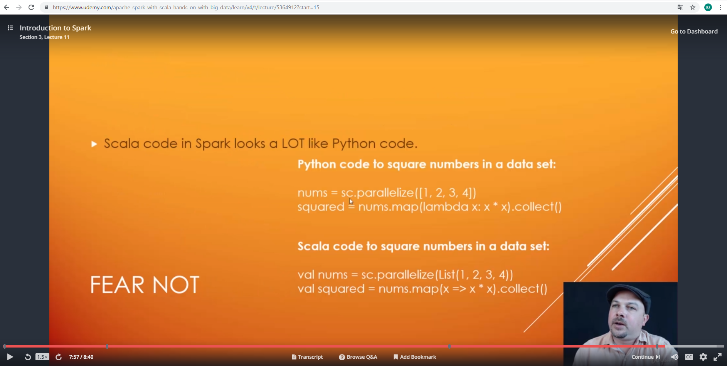 Introduction to Spark
Section 3, Lecture 11
Go to Dashboard
Scala code in Spark looks a LOT like Python code.
Python code to square numbers in a data set:
nums = sc.parallelize([1, 2, 3, 4])
squared = nums.map(lambda x: x * x).collect()
Scala code to square numbers in a data set:
val nums = sc.parallelize(List(1, 2, 3, 4))
val squared = nums.map(x => x * x).collect()
FEAR NOT
7:57 / 8:40
Transcript
Browse Q&A
Add Bookmark
Continue